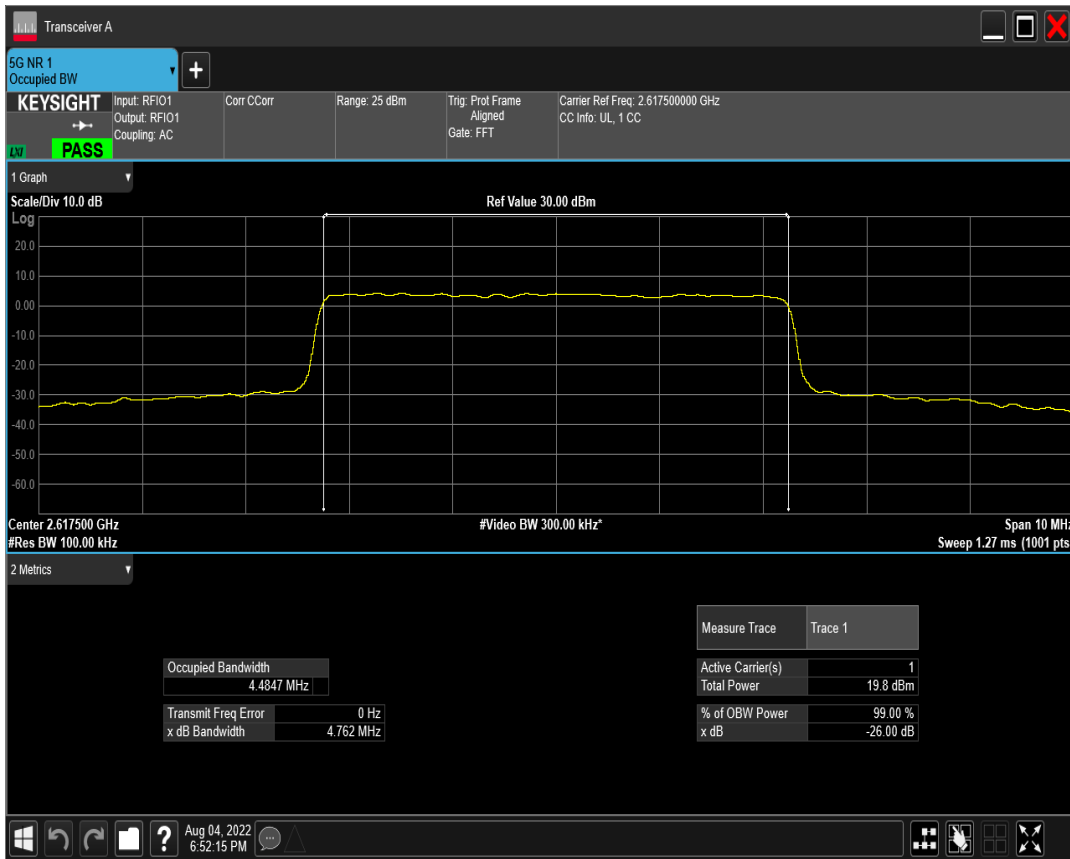 Transceiver A
5G NR 1
Occupied BW
KEYSIGHT
LXI
PASS
Input: RFIO1
Output: RFIO1
Coupling: AC
Corr CCorr
Range: 25 dBm
Trig: Prot Frame
Aligned
Gate: FFT
Carrier Ref Freq: 2.617500000 GHz
CC Info: UL, 1 CC
1 Graph
Scale/Div 10.0 dB
Ref Value 30.00 dBm
Log
20.0
10.0
0.00
-10.0
-20.0
-30.0
-40.0
-50.0
-60.0
Center 2.617500 GHz
#Video BW 300.00 kHz*
Span 10 MHz
#Res BW 100.00 kHz
Sweep 1.27 ms (1001 pts
2 Metrics
Measure Trace Trace 1
Occupied Bandwidth
4.4847 MHz
Active Carrier(s) 1
Total Power 19.8 dBm
Transmit Freq Error 0 Hz
x dB Bandwidth 4.762 MHz
% of OBW Power 99.00 %
x dB -26.00 dB
?
Aug 04, 2022
6:52:15 PM